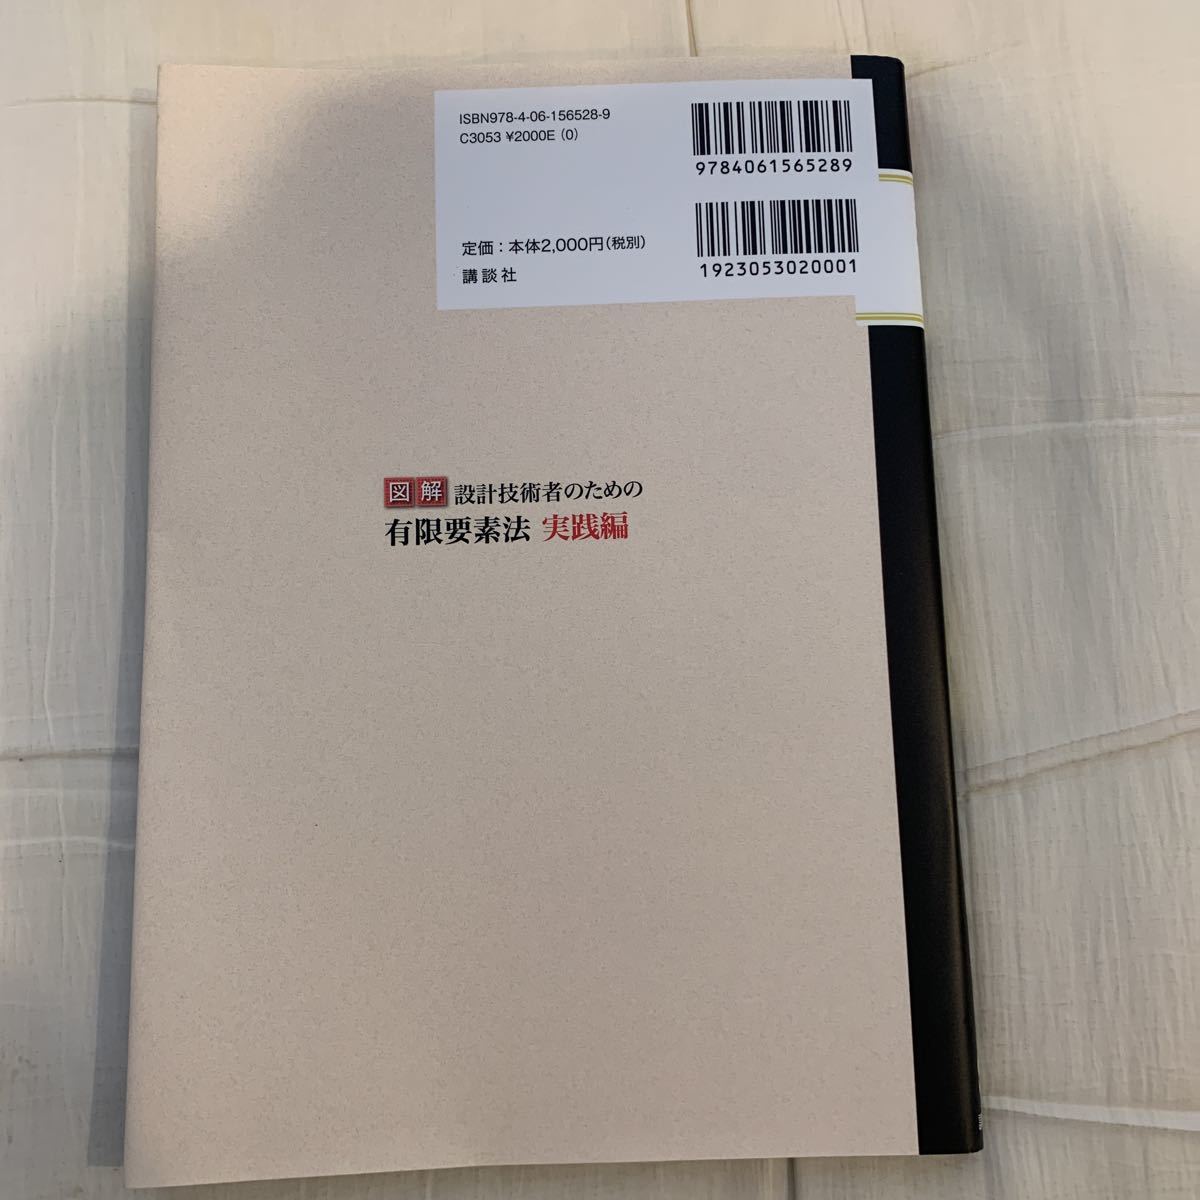 ISBN978-4-06-156528-9
C3053 ¥2000E (0)
9784061565289
定価：本体2,000円(税別)
講談社
1923053020001
図解 設計技術者のための
有限要素法 実践編